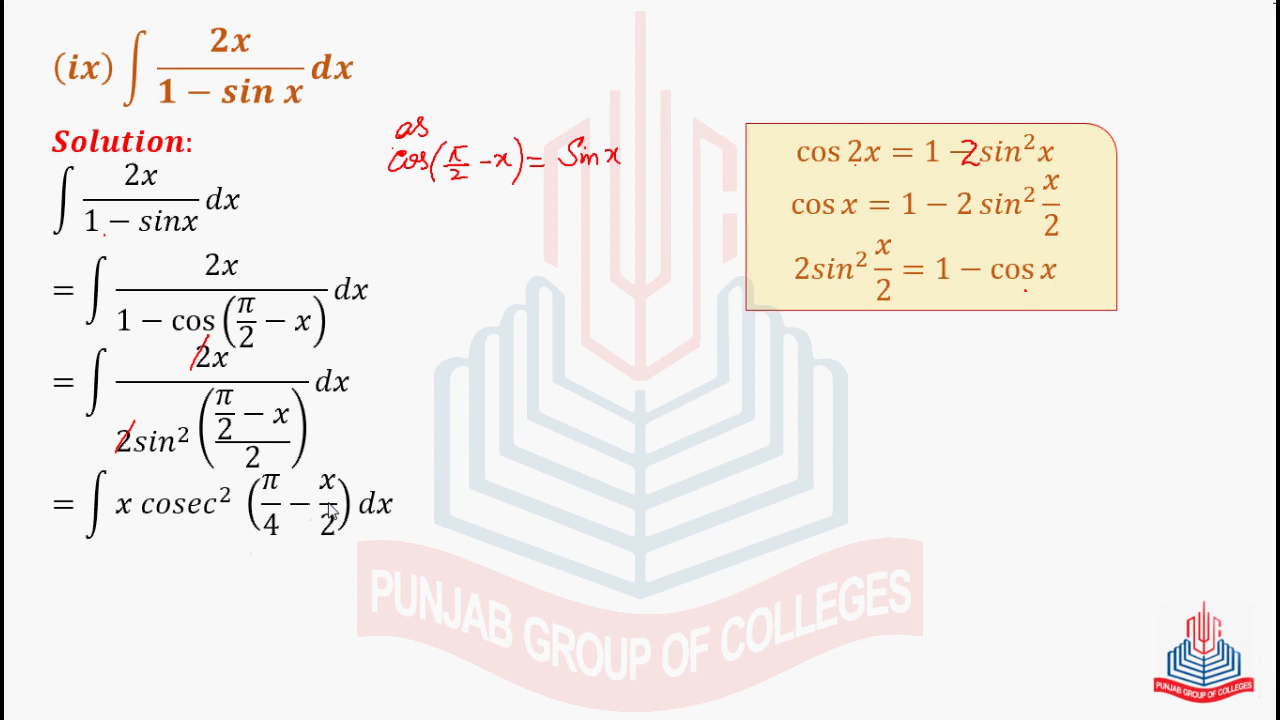 (ix) ∫ 2x / (1 − sin x) dx
Solution:
as
cos(π/2 − x) = Sin x
∫ 2x / (1 − sinx) dx
= ∫ 2x / (1 − cos(π/2 − x)) dx
= ∫ 2x / (2sin² ((π/2 − x)/2)) dx
= ∫ x cosec² (π/4 − x/2) dx
cos 2x = 1 − 2sin²x
cos x = 1 − 2 sin² x/2
2sin² x/2 = 1 − cos x
PUNJAB GROUP OF COLLEGES
PUNJAB GROUP OF COLLEGES